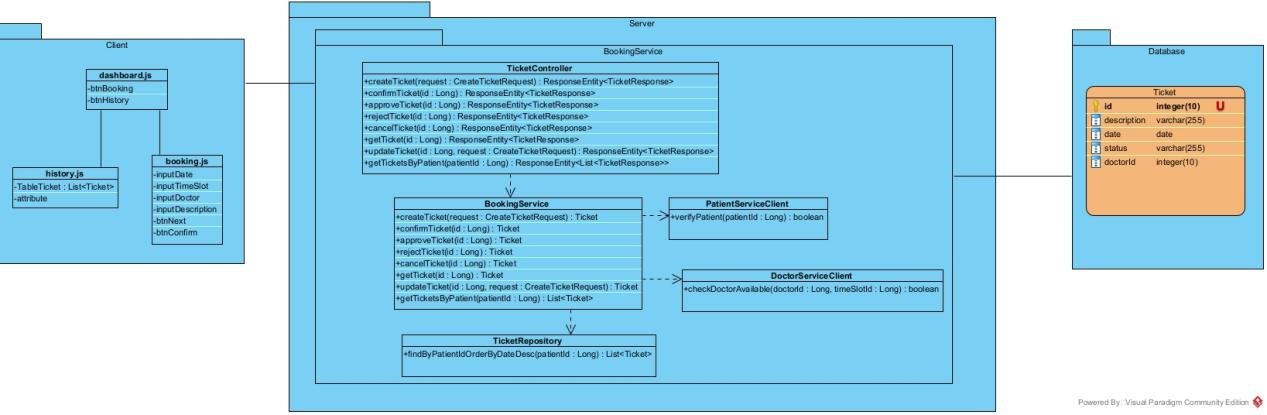 Client
dashboard.js
-btnBooking
-btnHistory
history.js
-TableTicket : List<Ticket>
-attribute
booking.js
-inputDate
-inputTimeSlot
-inputDoctor
-inputDescription
-btnNext
-btnConfirm
Server
BookingService
TicketController
+createTicket(request : CreateTicketRequest) : ResponseEntity<TicketResponse>
+confirmTicket(id : Long) : ResponseEntity<TicketResponse>
+approveTicket(id : Long) : ResponseEntity<TicketResponse>
+rejectTicket(id : Long) : ResponseEntity<TicketResponse>
+cancelTicket(id : Long) : ResponseEntity<TicketResponse>
+getTicket(id : Long) : ResponseEntity<TicketResponse>
+updateTicket(id : Long, request : CreateTicketRequest) : ResponseEntity<TicketResponse>
+getTicketsByPatient(patientId : Long) : ResponseEntity<List<TicketResponse>>
BookingService
+createTicket(request : CreateTicketRequest) : Ticket
+confirmTicket(id : Long) : Ticket
+approveTicket(id : Long) : Ticket
+rejectTicket(id : Long) : Ticket
+cancelTicket(id : Long) : Ticket
+getTicket(id : Long) : Ticket
+updateTicket(id : Long, request : CreateTicketRequest) : Ticket
+getTicketsByPatient(patientId : Long) : List<Ticket>
PatientServiceClient
+verifyPatient(patientId : Long) : boolean
DoctorServiceClient
+checkDoctorAvailable(doctorId : Long, timeSlotId : Long) : boolean
TicketRepository
+findByPatientIdOrderByDateDesc(patientId : Long) : List<Ticket>
Database
Ticket
id integer(10) U
description varchar(255)
date date
status varchar(255)
doctorId integer(10)
Powered By: Visual Paradigm Community Edition